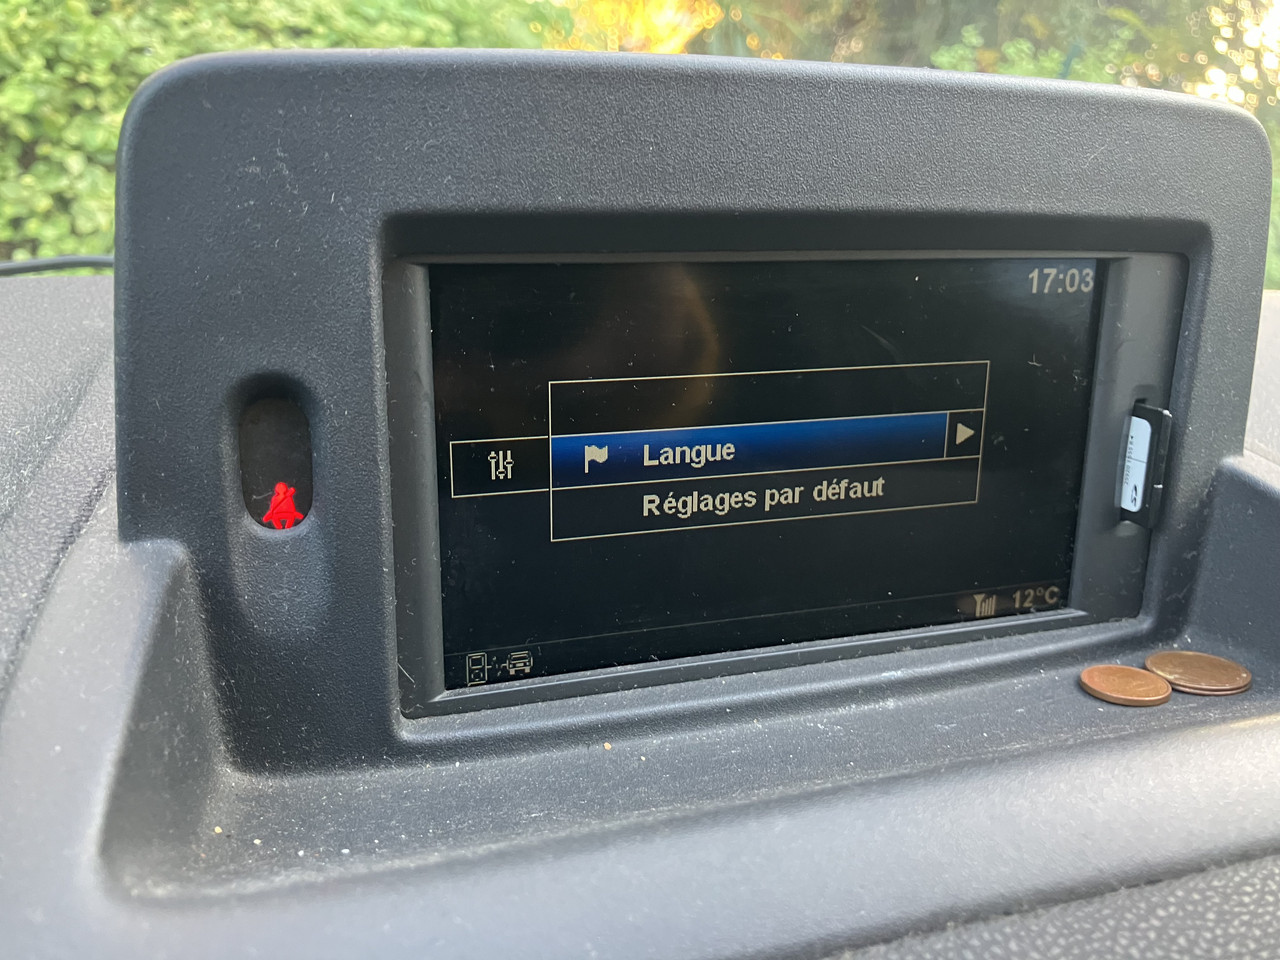 17:03
Langue
Réglages par défaut
12°C